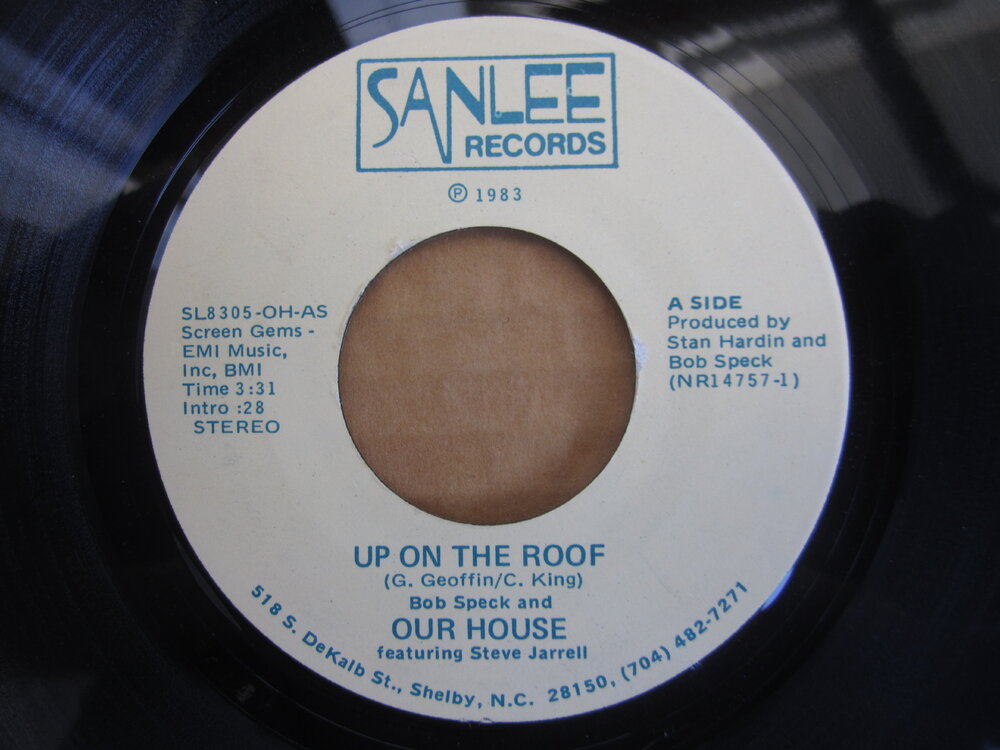 SANLEE
RECORDS
℗ 1983
SL8305-OH-AS
Screen Gems -
EMI Music,
Inc, BMI
Time 3:31
Intro :28
STEREO
A SIDE
Produced by
Stan Hardin and
Bob Speck
(NR14757-1)
UP ON THE ROOF
(G. Geoffin/C. King)
Bob Speck and
OUR HOUSE
featuring Steve Jarrell
518 S. DeKalb St., Shelby, N.C. 28150, (704) 482-7271